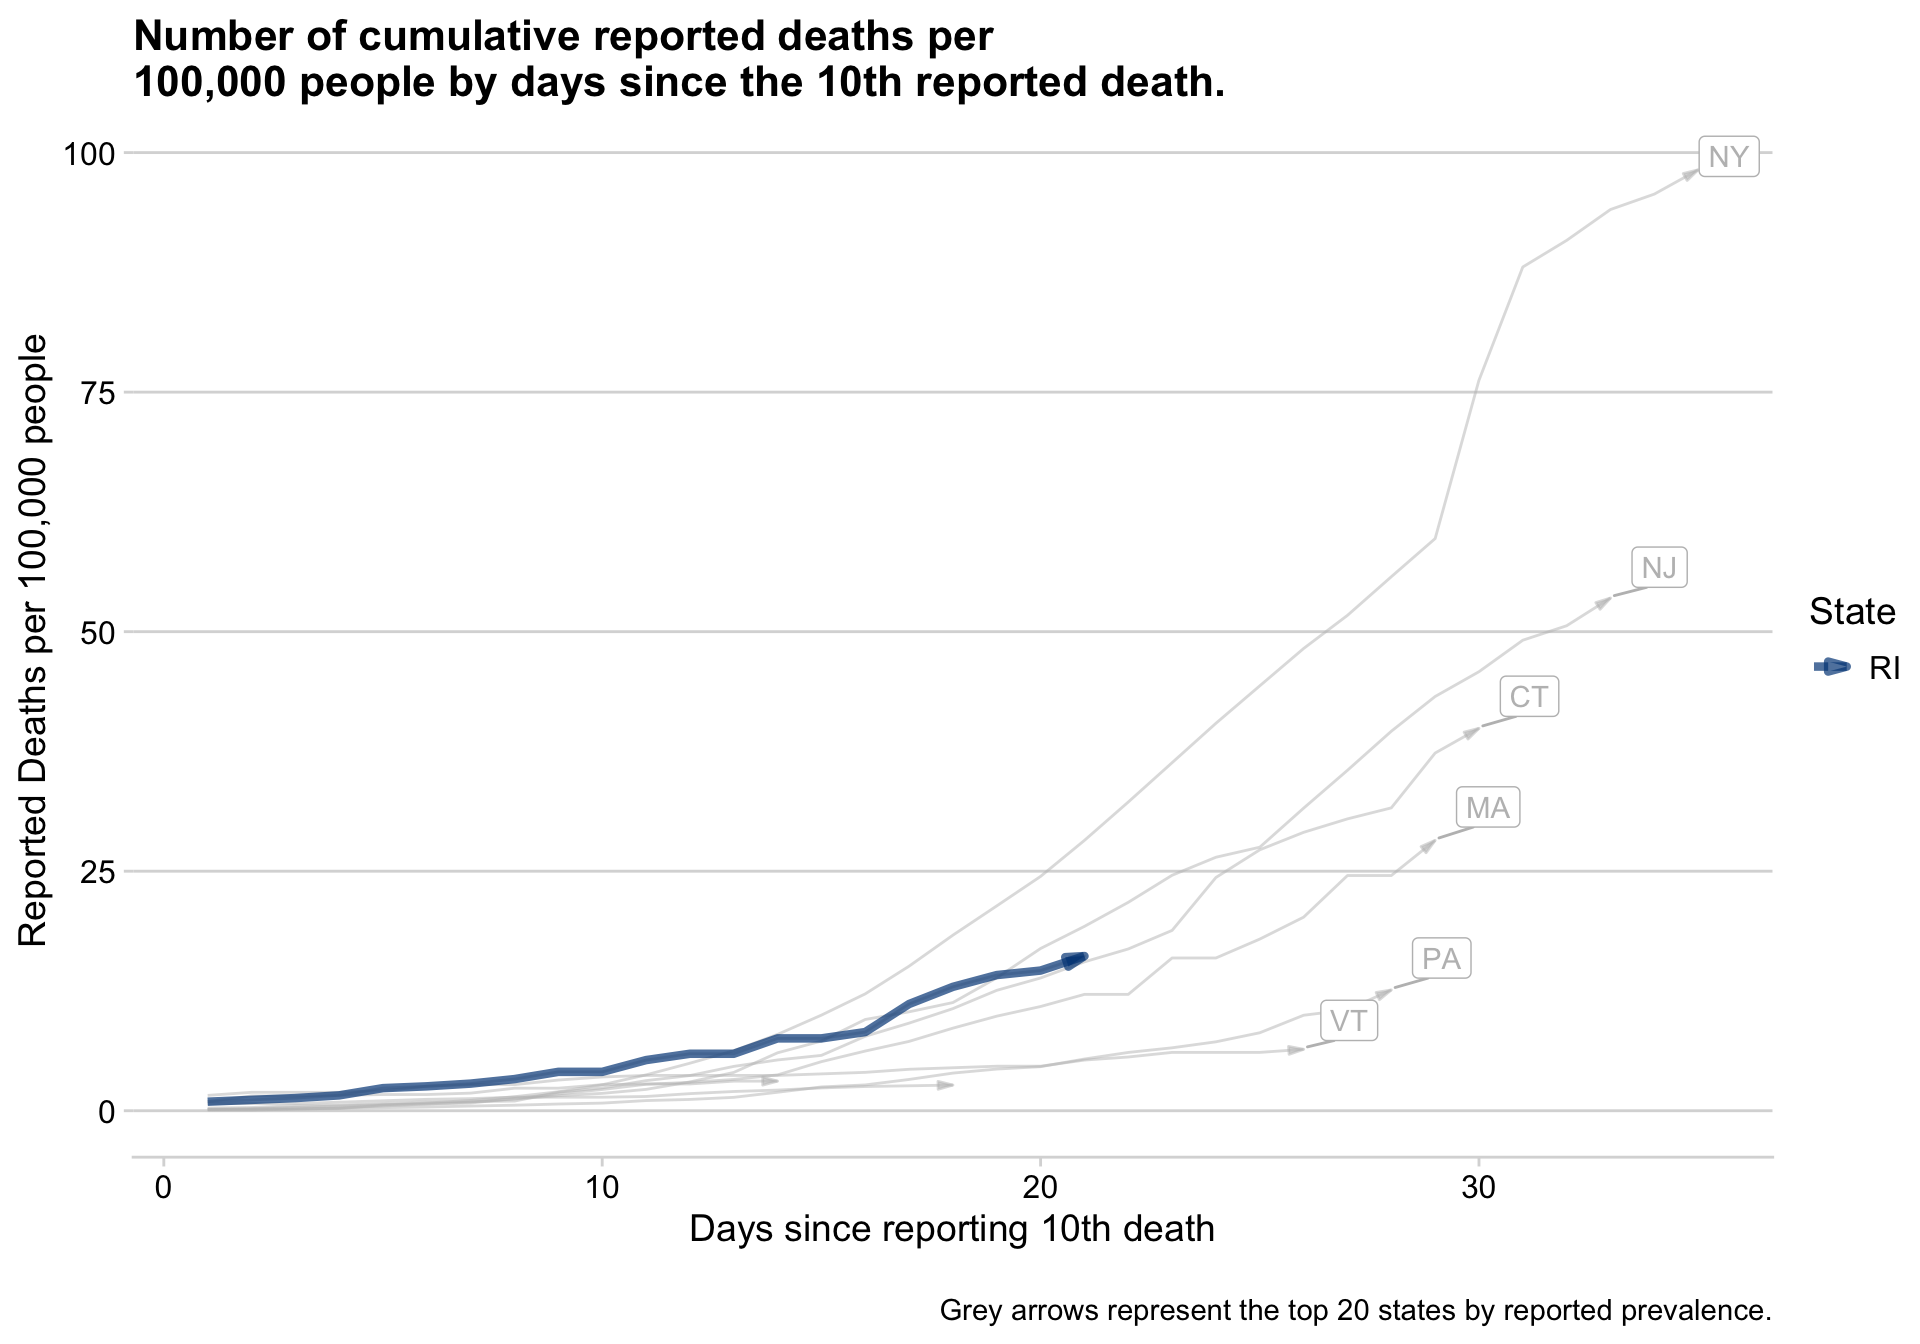 Number of cumulative reported deaths per
100,000 people by days since the 10th reported death.
Reported Deaths per 100,000 people
100
75
50
25
0
NY
NJ
CT
MA
PA
VT
State
RI
0
10
20
30
Days since reporting 10th death
Grey arrows represent the top 20 states by reported prevalence.